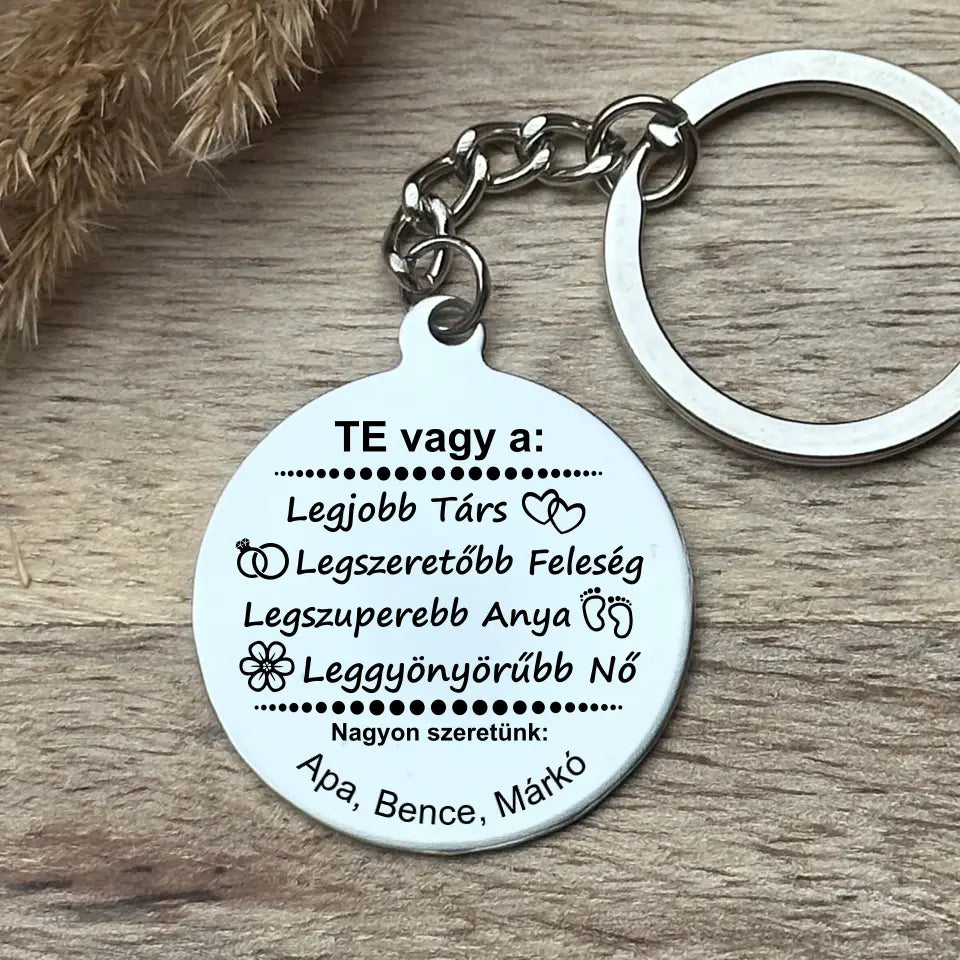 TE vagy a:
Legjobb Társ
Legszeretőbb Feleség
Legszuperebb Anya
Leggyönyörűbb Nő
Nagyon szeretünk:
Apa, Bence, Márkó